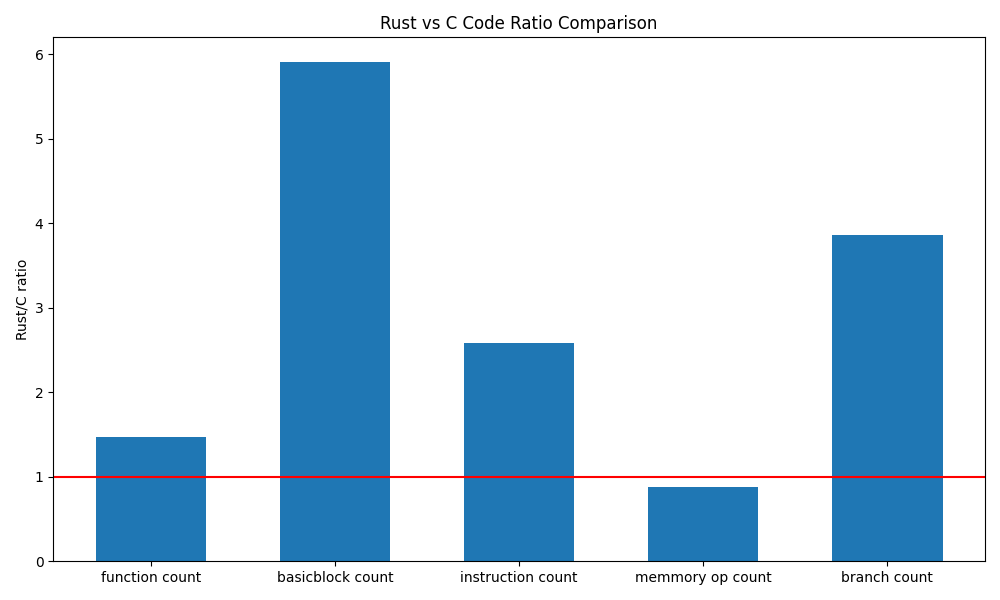 Rust vs C Code Ratio Comparison
Rust/C ratio
6
5
4
3
2
1
0
function count
basicblock count
instruction count
memmory op count
branch count